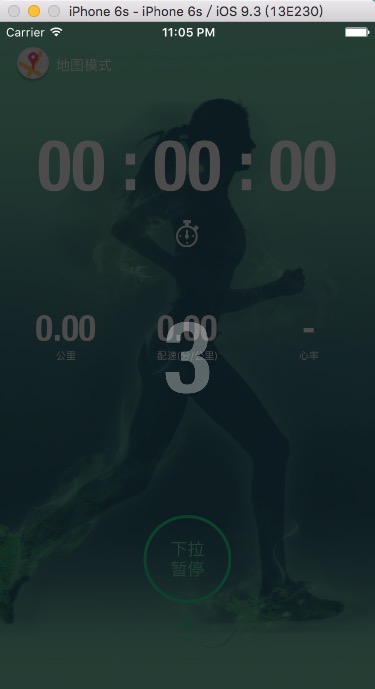 iPhone 6s - iPhone 6s / iOS 9.3 (13E230)
Carrier 11:05 PM
地图模式
00 : 00 : 00
0.00 0.00 -
公里 配速(分/公里) 心率
3
下拉
暂停